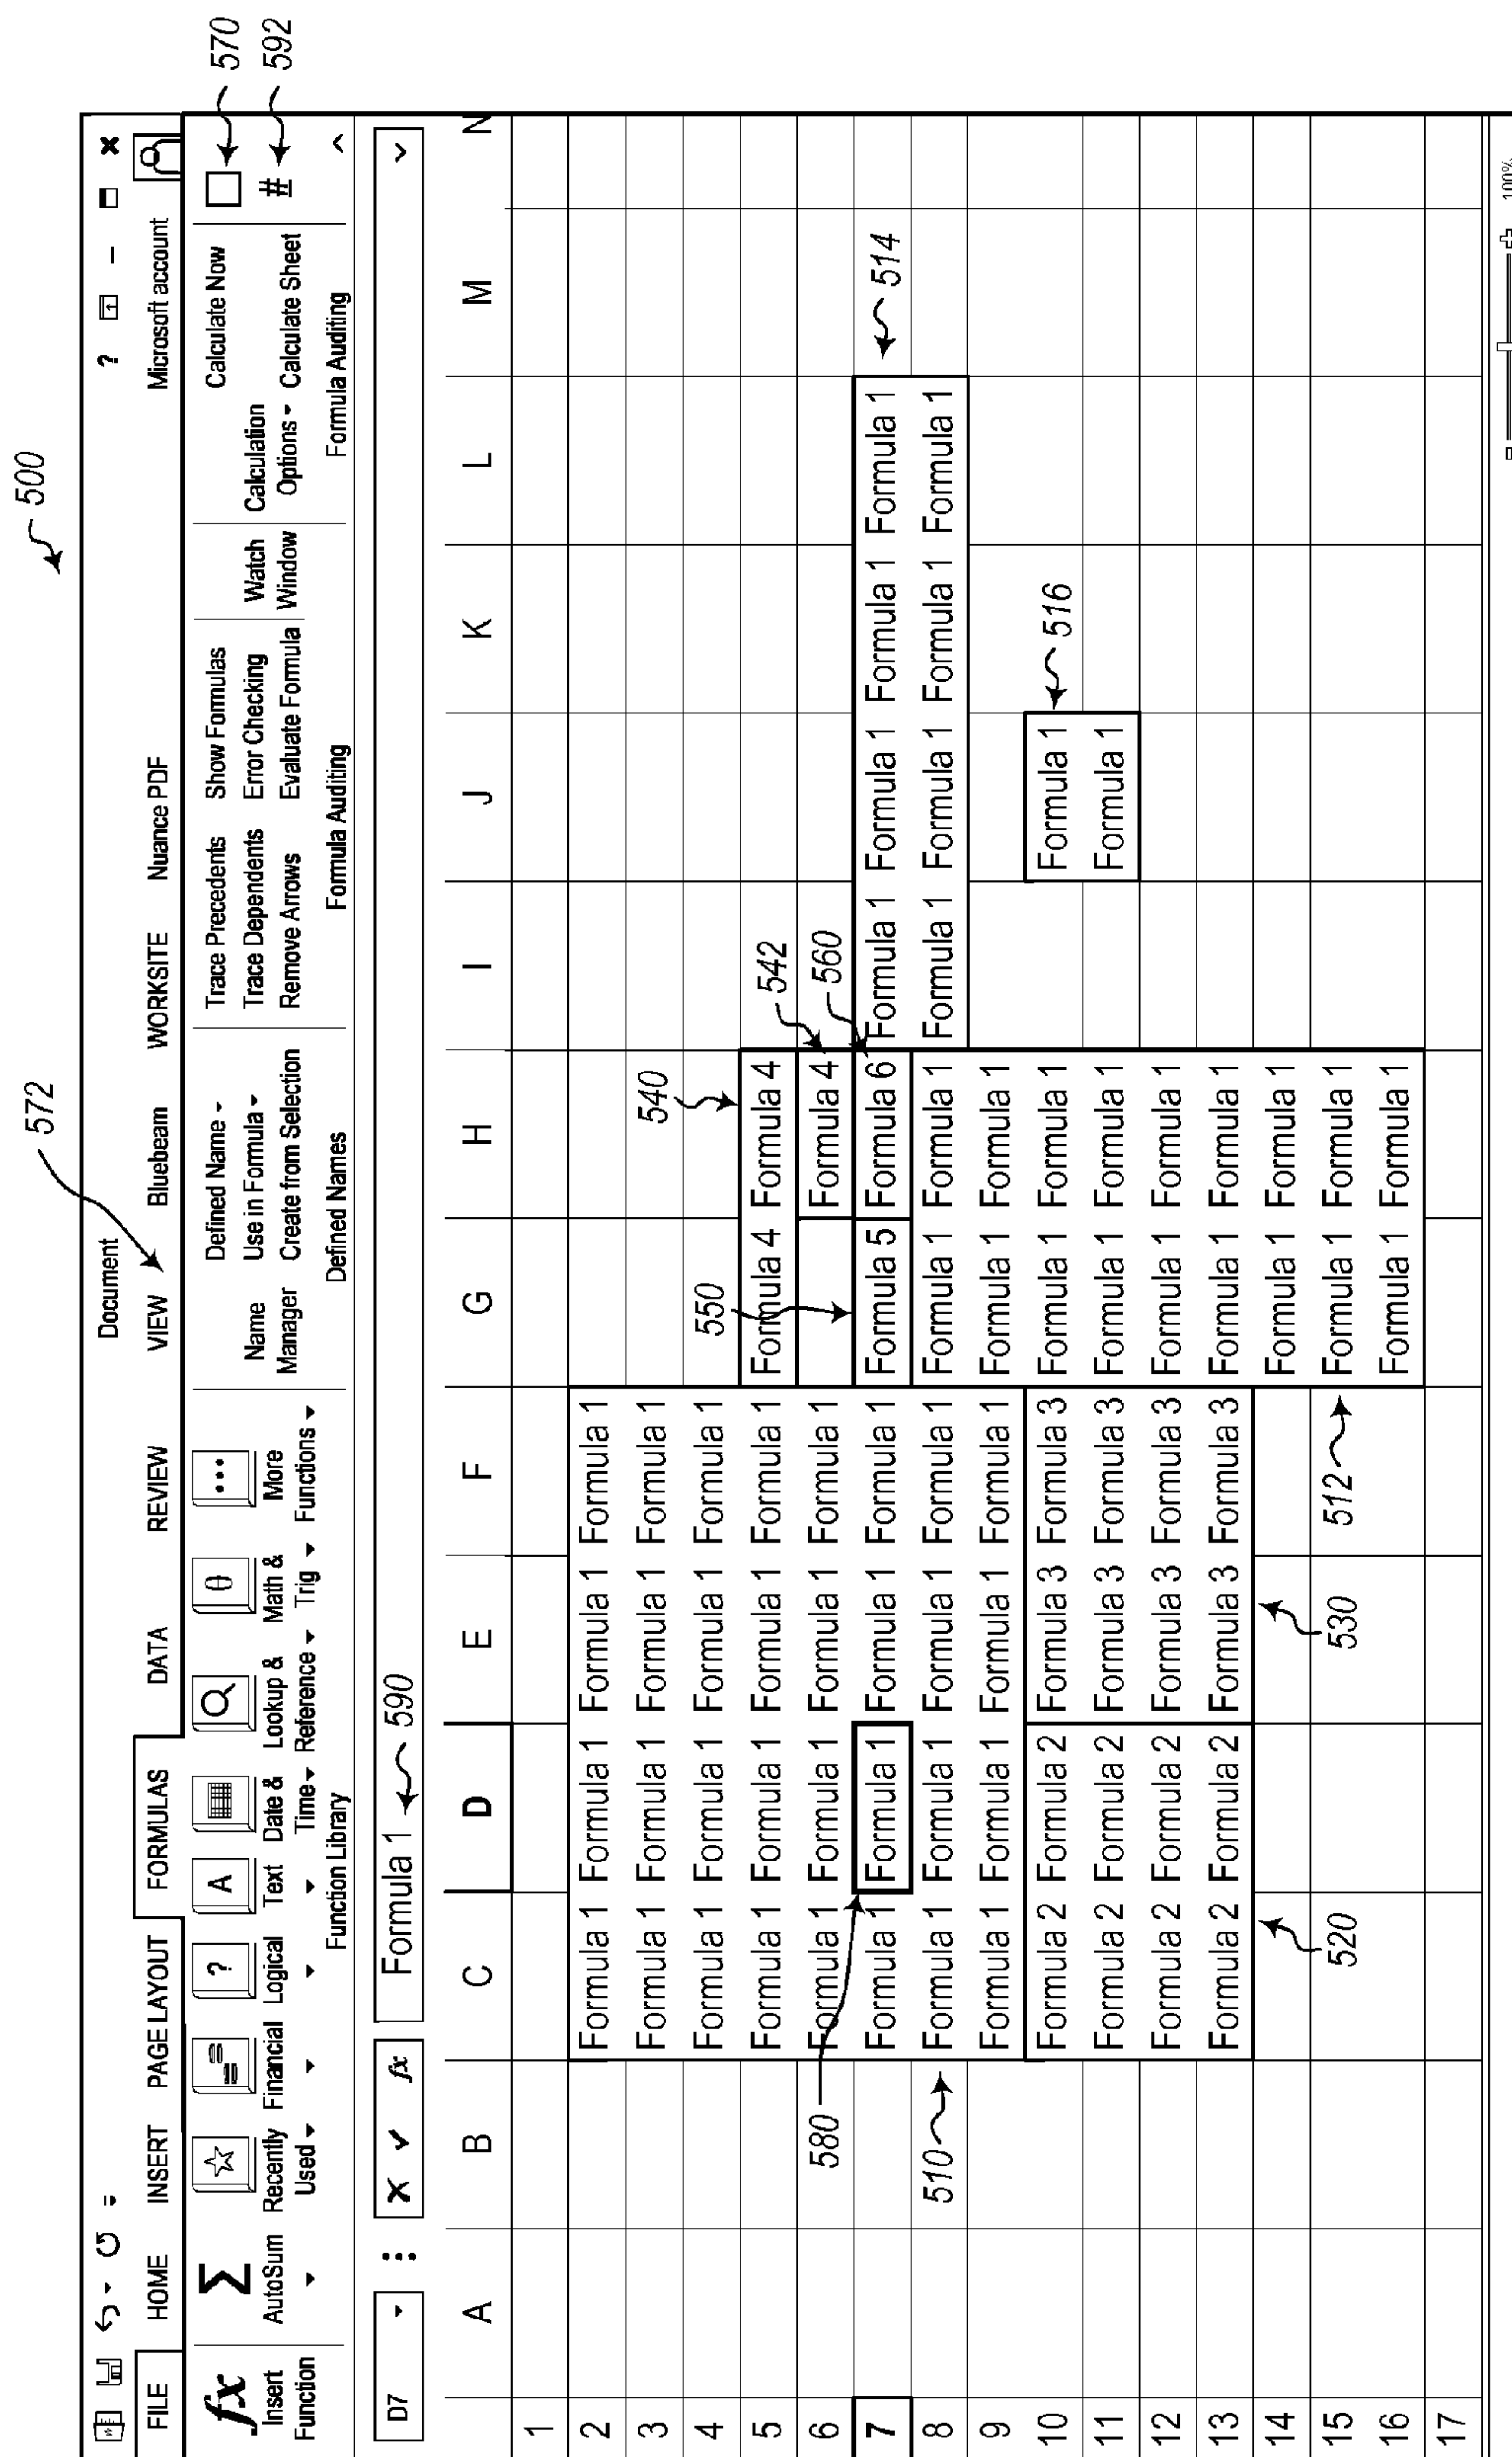 500
572
Document
? - x
FILE HOME INSERT PAGE LAYOUT FORMULAS DATA REVIEW VIEW Bluebeam WORKSITE Nuance PDF Microsoft account
fx Insert Function
Σ AutoSum
Recently Used
Financial
? Logical
A Text
Date & Time
Lookup & Reference
θ Math & Trig
... More Functions
Function Library
Name Manager
Defined Name
Use in Formula
Create from Selection
Defined Names
Trace Precedents Show Formulas
Trace Dependents Error Checking
Remove Arrows Evaluate Formula
Formula Auditing
Watch Window
Calculation Options
Calculate Now
Calculate Sheet
Formula Auditing
570
# 592
D7 fx Formula 1 590
A B C D E F G H I J K L M N
1
2 Formula 1 Formula 1 Formula 1 Formula 1
3 Formula 1 Formula 1 Formula 1 Formula 1 540
4 Formula 1 Formula 1 Formula 1 Formula 1 550
5 Formula 1 Formula 1 Formula 1 Formula 1 Formula 4 Formula 4 542
6 580 Formula 1 Formula 1 Formula 1 Formula 1 Formula 4 560
7 Formula 1 Formula 1 Formula 1 Formula 1 Formula 5 Formula 6 Formula 1 Formula 1 Formula 1 Formula 1 514
8 510 Formula 1 Formula 1 Formula 1 Formula 1 Formula 1 Formula 1 Formula 1 Formula 1 Formula 1 Formula 1
9 Formula 1 Formula 1 Formula 1 Formula 1 Formula 1 Formula 1
10 Formula 2 Formula 2 Formula 3 Formula 3 Formula 1 Formula 1 Formula 1 516
11 Formula 2 Formula 2 Formula 3 Formula 3 Formula 1 Formula 1 Formula 1
12 Formula 2 Formula 2 Formula 3 Formula 3 Formula 1 Formula 1
13 Formula 2 Formula 2 Formula 3 Formula 3 Formula 1 Formula 1
14 Formula 1 Formula 1
15 520 530 512 Formula 1 Formula 1
16 Formula 1 Formula 1
17
100%